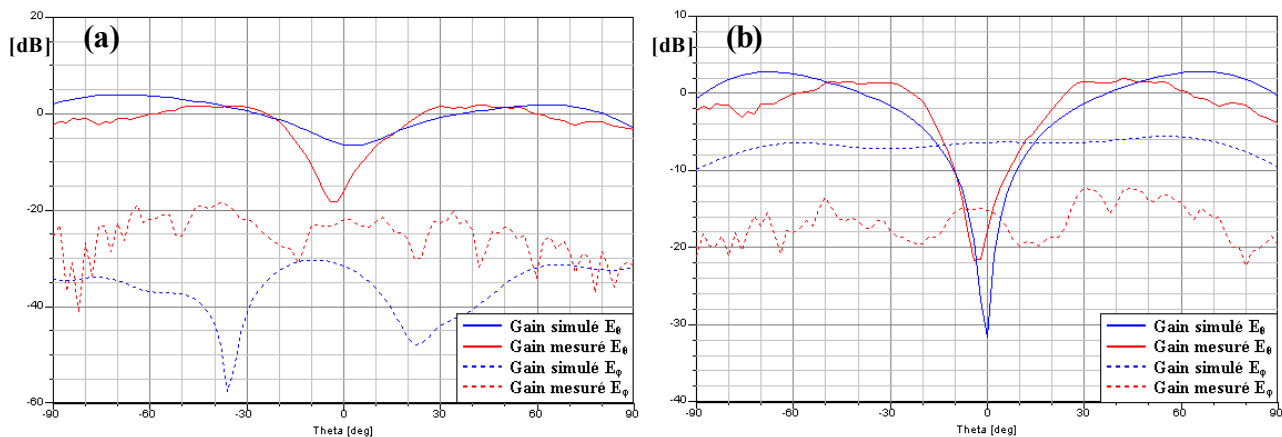 [dB]
(a)
20
0
-20
-40
-60
-90
-60
-30
0
30
60
90
Theta [deg]
Gain simulé Eθ
Gain mesuré Eθ
Gain simulé Eφ
Gain mesuré Eφ
[dB]
(b)
10
0
-10
-20
-30
-40
-90
-60
-30
0
30
60
90
Theta [deg]
Gain simulé Eθ
Gain mesuré Eθ
Gain simulé Eφ
Gain mesuré Eφ